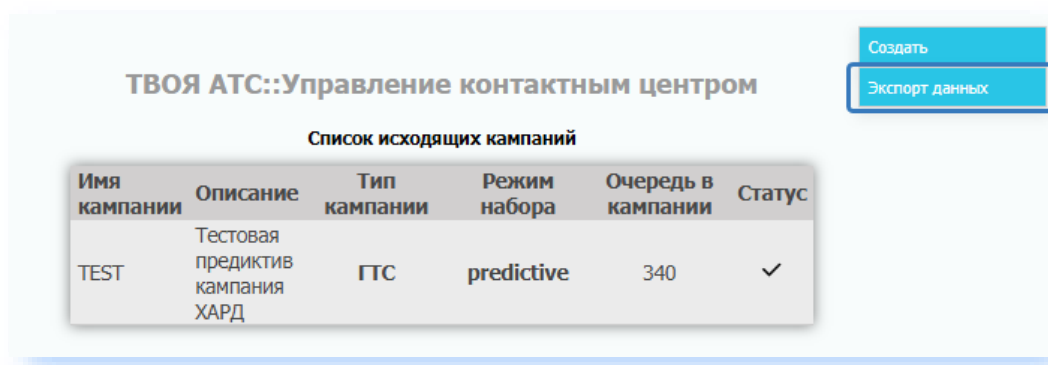 Создать
Экспорт данных
ТВОЯ АТС::Управление контактным центром
Список исходящих кампаний
Имя кампании Описание Тип кампании Режим набора Очередь в кампании Статус
TEST Тестовая предиктив кампания ХАРД ГТС predictive 340 ✓